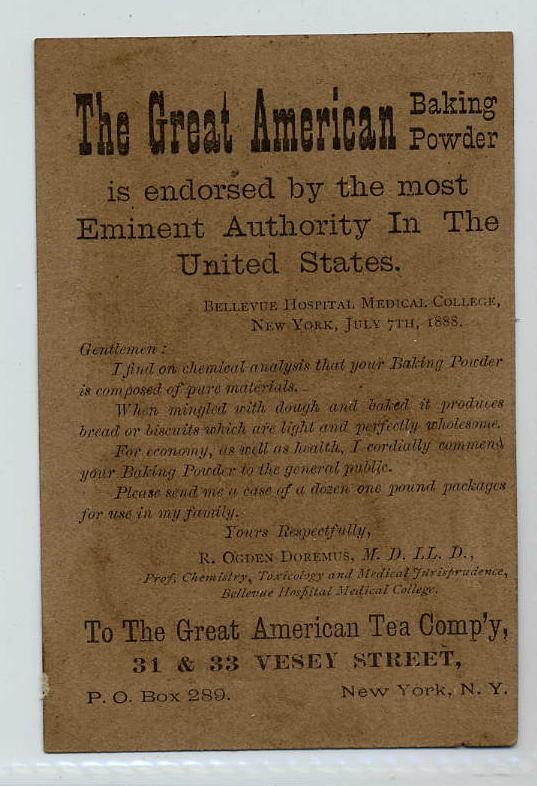 The Great American Baking Powder
is endorsed by the most
Eminent Authority In The
United States.
Bellevue Hospital Medical College,
New York, July 7th, 1888.
Gentlemen:
I find on chemical analysis that your Baking Powder
is composed of pure materials.
When mingled with dough and baked it produces
bread or biscuits which are light and perfectly wholesome.
For economy, as well as health, I cordially commend
your Baking Powder to the general public.
Please send me a case of a dozen one pound packages
for use in my family.
Yours Respectfully,
R. Ogden Doremus, M. D. LL. D.,
Prof. Chemistry, Toxicology and Medical Jurisprudence,
Bellevue Hospital Medical College.
To The Great American Tea Comp'y,
31 & 33 VESEY STREET,
P. O. Box 289. New York, N. Y.